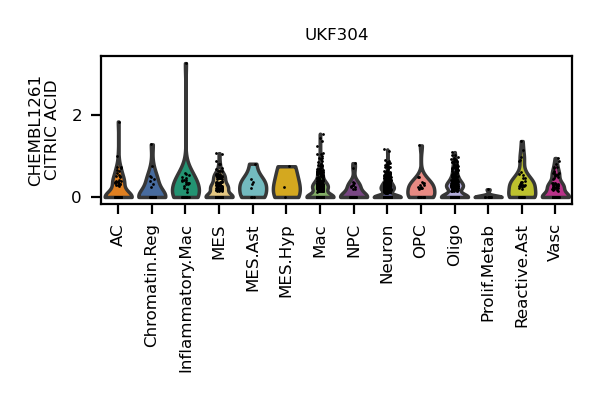 UKF304
CHEMBL1261
CITRIC ACID
2
0
AC
Chromatin.Reg
Inflammatory.Mac
MES
MES.Ast
MES.Hyp
Mac
NPC
Neuron
OPC
Oligo
Prolif.Metab
Reactive.Ast
Vasc